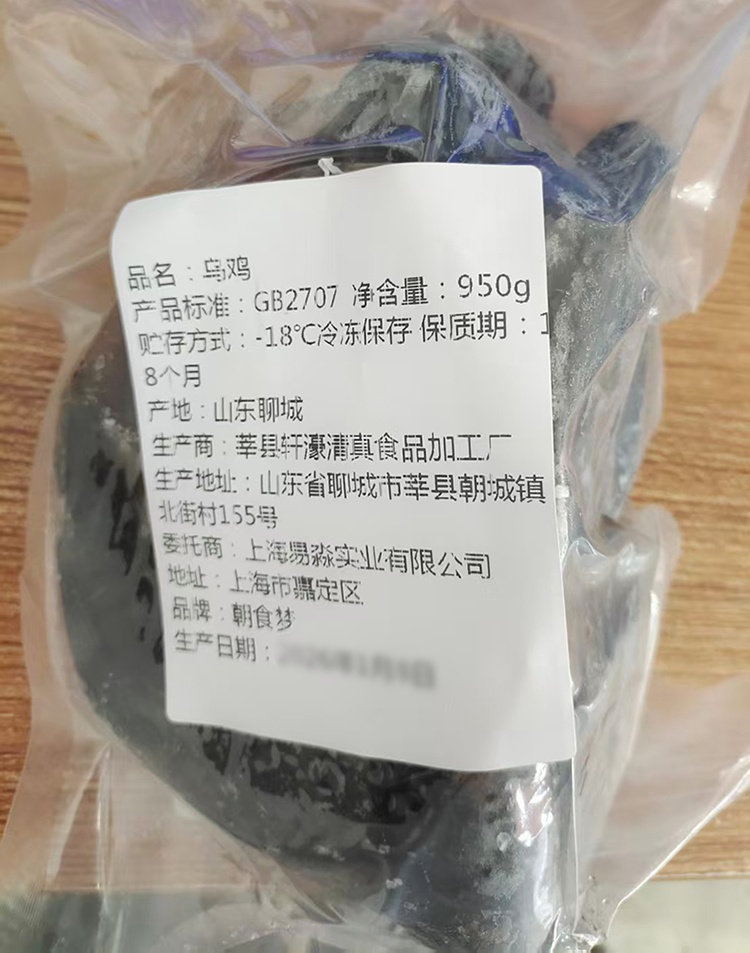 品名：乌鸡
产品标准：GB2707 净含量：950g
贮存方式：-18℃冷冻保存 保质期：1
8个月
产地：山东聊城
生产商：莘县轩濠清真食品加工厂
生产地址：山东省聊城市莘县朝城镇
北街村155号
委托商：上海易淼实业有限公司
地址：上海市嘉定区
品牌：朝食梦
生产日期：